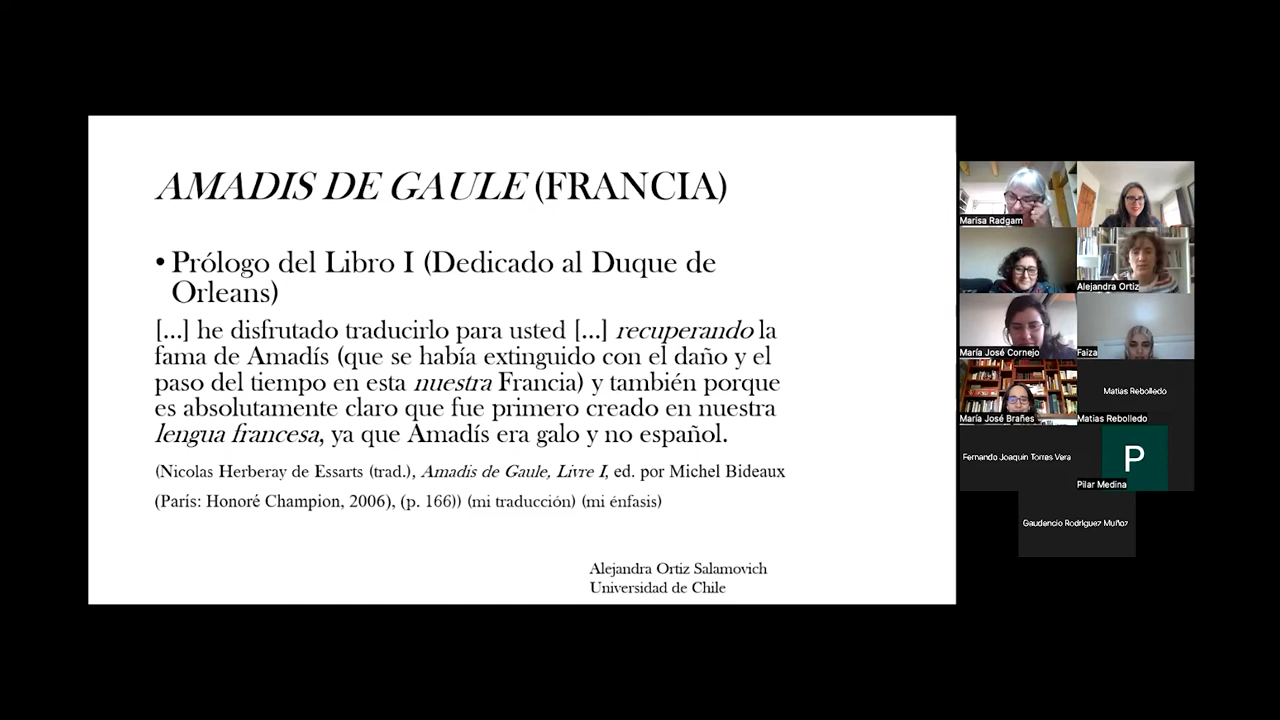 AMADIS DE GAULE (FRANCIA)
• Prólogo del Libro I (Dedicado al Duque de
Orleans)
[...] he disfrutado traducirlo para usted [...] recuperando la
fama de Amadís (que se había extinguido con el daño y el
paso del tiempo en esta nuestra Francia) y también porque
es absolutamente claro que fue primero creado en nuestra
lengua francesa, ya que Amadís era galo y no español.
(Nicolas Herberay de Essarts (trad.), Amadis de Gaule, Livre I, ed. por Michel Bideaux
(París: Honoré Champion, 2006), (p. 166)) (mi traducción) (mi énfasis)
Alejandra Ortiz Salamovich
Universidad de Chile
Marisa Radgam
Alejandra Ortiz
María José Cornejo
Faiza
María José Brañes
Matias Rebolledo
Matias Rebolledo
Fernando Joaquin Torres Vera
P
Pilar Medina
Gaudencio Rodríguez Muñoz